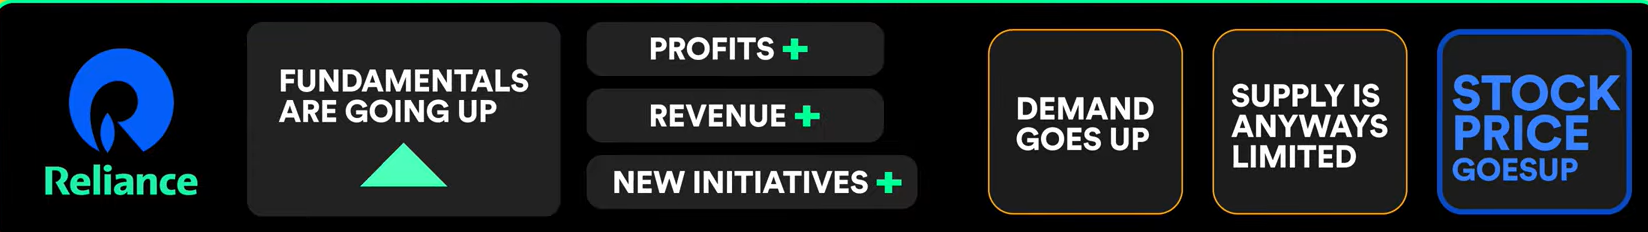 Reliance
FUNDAMENTALS
ARE GOING UP
PROFITS +
REVENUE +
NEW INITIATIVES +
DEMAND
GOES UP
SUPPLY IS
ANYWAYS
LIMITED
STOCK
PRICE
GOESUP